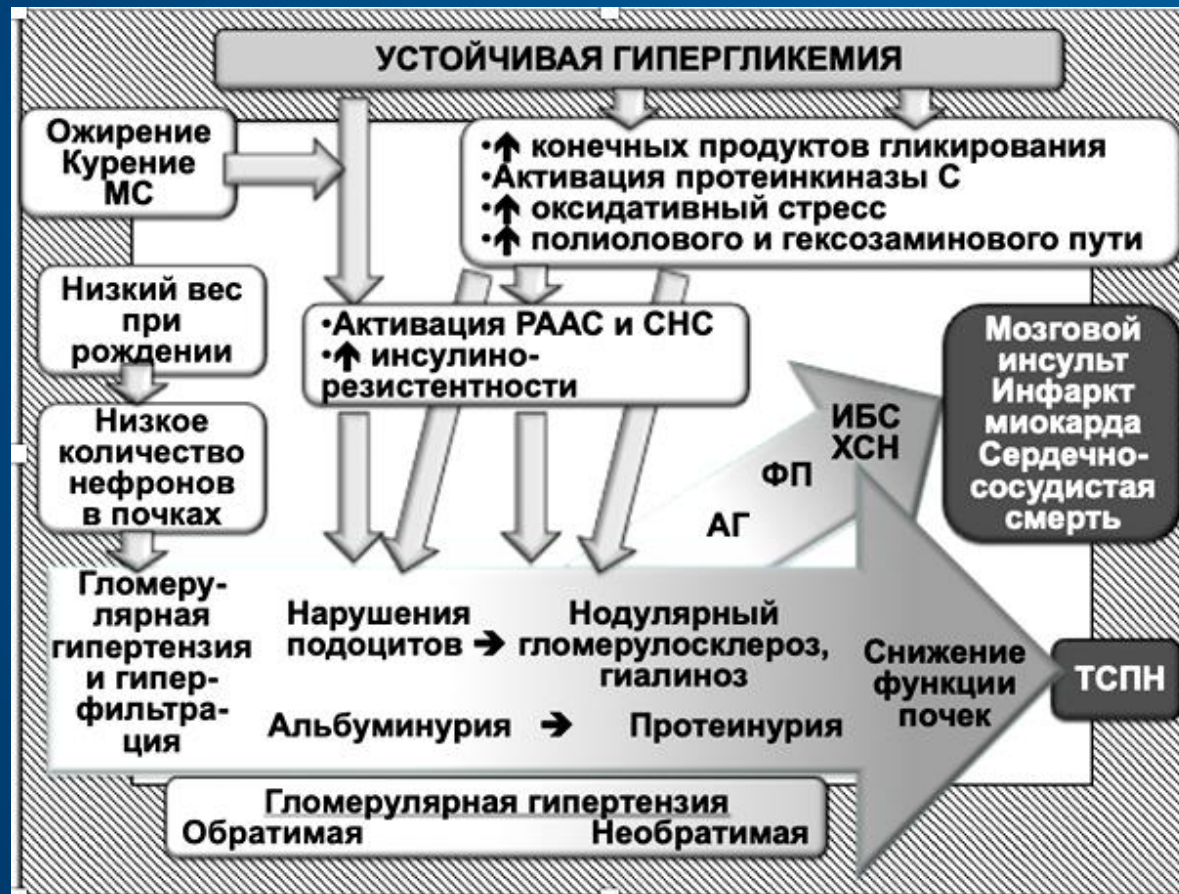 УСТОЙЧИВАЯ ГИПЕРГЛИКЕМИЯ
Ожирение
Курение
МС
•↑ конечных продуктов гликирования
•Активация протеинкиназы С
•↑ оксидативный стресс
•↑ полиолового и гексозаминового пути
Низкий вес
при
рождении
•Активация РААС и СНС
•↑ инсулино-
резистентности
Низкое
количество
нефронов
в почках
Мозговой
инсульт
Инфаркт
миокарда
Сердечно-
сосудистая
смерть
ИБС
ХСН
ФП
АГ
Гломеру-
лярная
гипертензия
и гипер-
фильтра-
ция
Нарушения
подоцитов ➔
Нодулярный
гломерулосклероз,
гиалиноз
Альбуминурия ➔ Протеинурия
Снижение
функции
почек
ТСПН
Гломерулярная гипертензия
Обратимая Необратимая